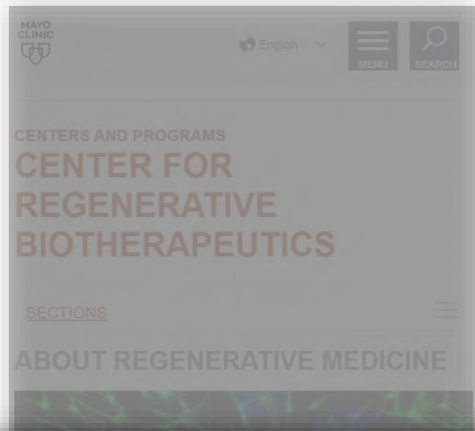 MAYO
CLINIC
English
MENU
SEARCH
CENTERS AND PROGRAMS
CENTER FOR
REGENERATIVE
BIOTHERAPEUTICS
SECTIONS
ABOUT REGENERATIVE MEDICINE